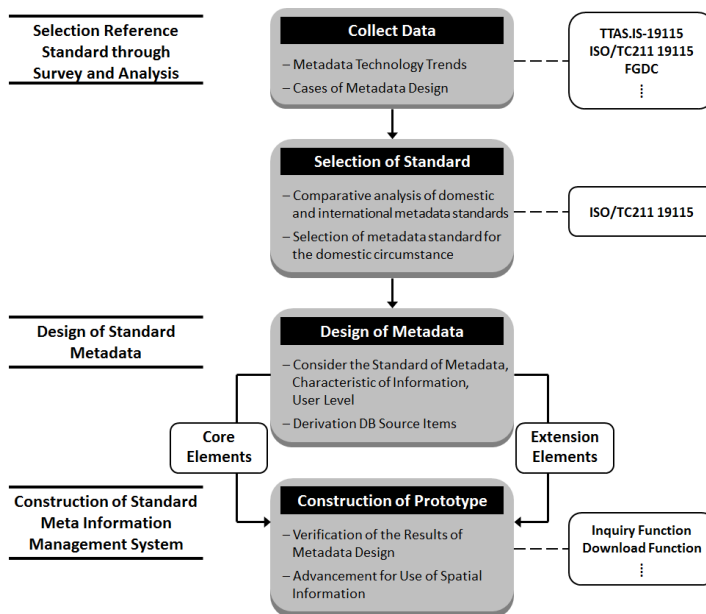 Selection Reference
Standard through
Survey and Analysis
Collect Data
– Metadata Technology Trends
– Cases of Metadata Design
TTAS.IS-19115
ISO/TC211 19115
FGDC
⋮
Selection of Standard
– Comparative analysis of domestic
and international metadata standards
– Selection of metadata standard for
the domestic circumstance
ISO/TC211 19115
Design of Standard
Metadata
Design of Metadata
– Consider the Standard of Metadata,
Characteristic of Information,
User Level
– Derivation DB Source Items
Core
Elements
Extension
Elements
Construction of Standard
Meta Information
Management System
Construction of Prototype
– Verification of the Results of
Metadata Design
– Advancement for Use of Spatial
Information
Inquiry Function
Download Function
⋮